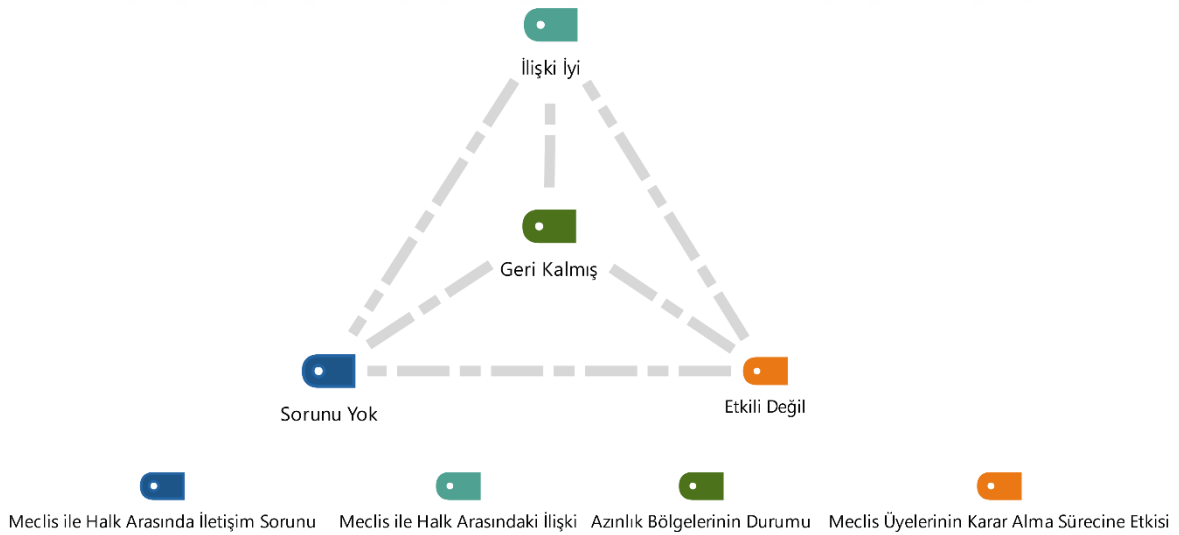 İlişki İyi
Geri Kalmış
Sorunu Yok
Etkili Değil
Meclis ile Halk Arasında İletişim Sorunu
Meclis ile Halk Arasındaki İlişki
Azınlık Bölgelerinin Durumu
Meclis Üyelerinin Karar Alma Sürecine Etkisi